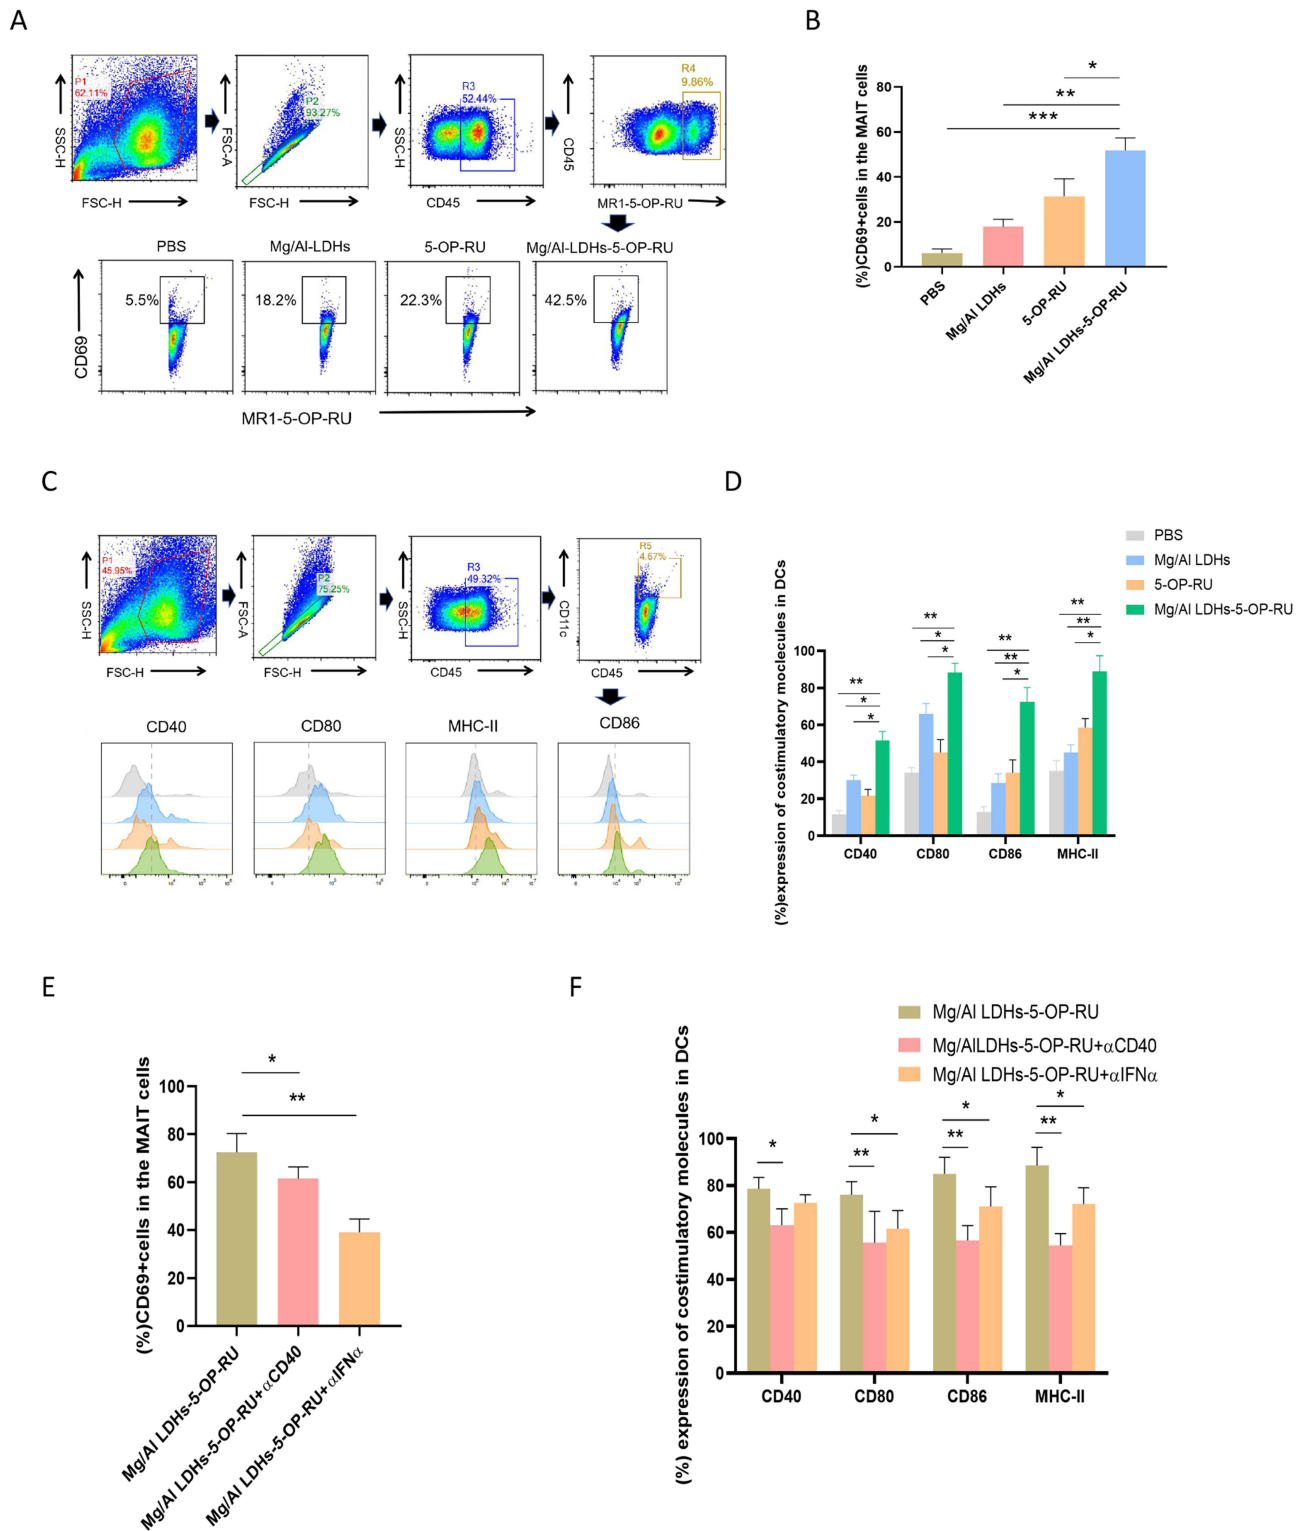 A
P1
62.11%
SSC-H
FSC-H
P2
93.27%
FSC-A
FSC-H
R3
52.44%
SSC-H
CD45
R4
9.86%
CD45
MR1-5-OP-RU
PBS
Mg/Al-LDHs
5-OP-RU
Mg/Al-LDHs-5-OP-RU
5.5%
18.2%
22.3%
42.5%
CD69
MR1-5-OP-RU
B
(%)CD69+cells in the MAIT cells
80
60
40
20
0
*
**
***
PBS
Mg/Al LDHs
5-OP-RU
Mg/Al LDHs-5-OP-RU
C
P1
45.95%
SSC-H
FSC-H
P2
75.25%
FSC-A
FSC-H
R3
49.32%
SSC-H
CD45
R5
4.67%
CD11c
CD45
CD40
CD80
MHC-II
CD86
D
PBS
Mg/Al LDHs
5-OP-RU
Mg/Al LDHs-5-OP-RU
(%)expression of costimulatory moclecules in DCs
100
80
60
40
20
0
**
*
*
**
*
*
**
**
*
**
**
*
CD40
CD80
CD86
MHC-II
E
(%)CD69+cells in the MAIT cells
100
80
60
40
20
0
*
**
Mg/Al LDHs-5-OP-RU
Mg/Al LDHs-5-OP-RU+αCD40
Mg/Al LDHs-5-OP-RU+αIFNα
F
Mg/Al LDHs-5-OP-RU
Mg/AlLDHs-5-OP-RU+αCD40
Mg/Al LDHs-5-OP-RU+αIFNα
(%) expression of costimulatory molecules in DCs
100
80
60
40
20
0
*
*
**
*
**
*
**
CD40
CD80
CD86
MHC-II